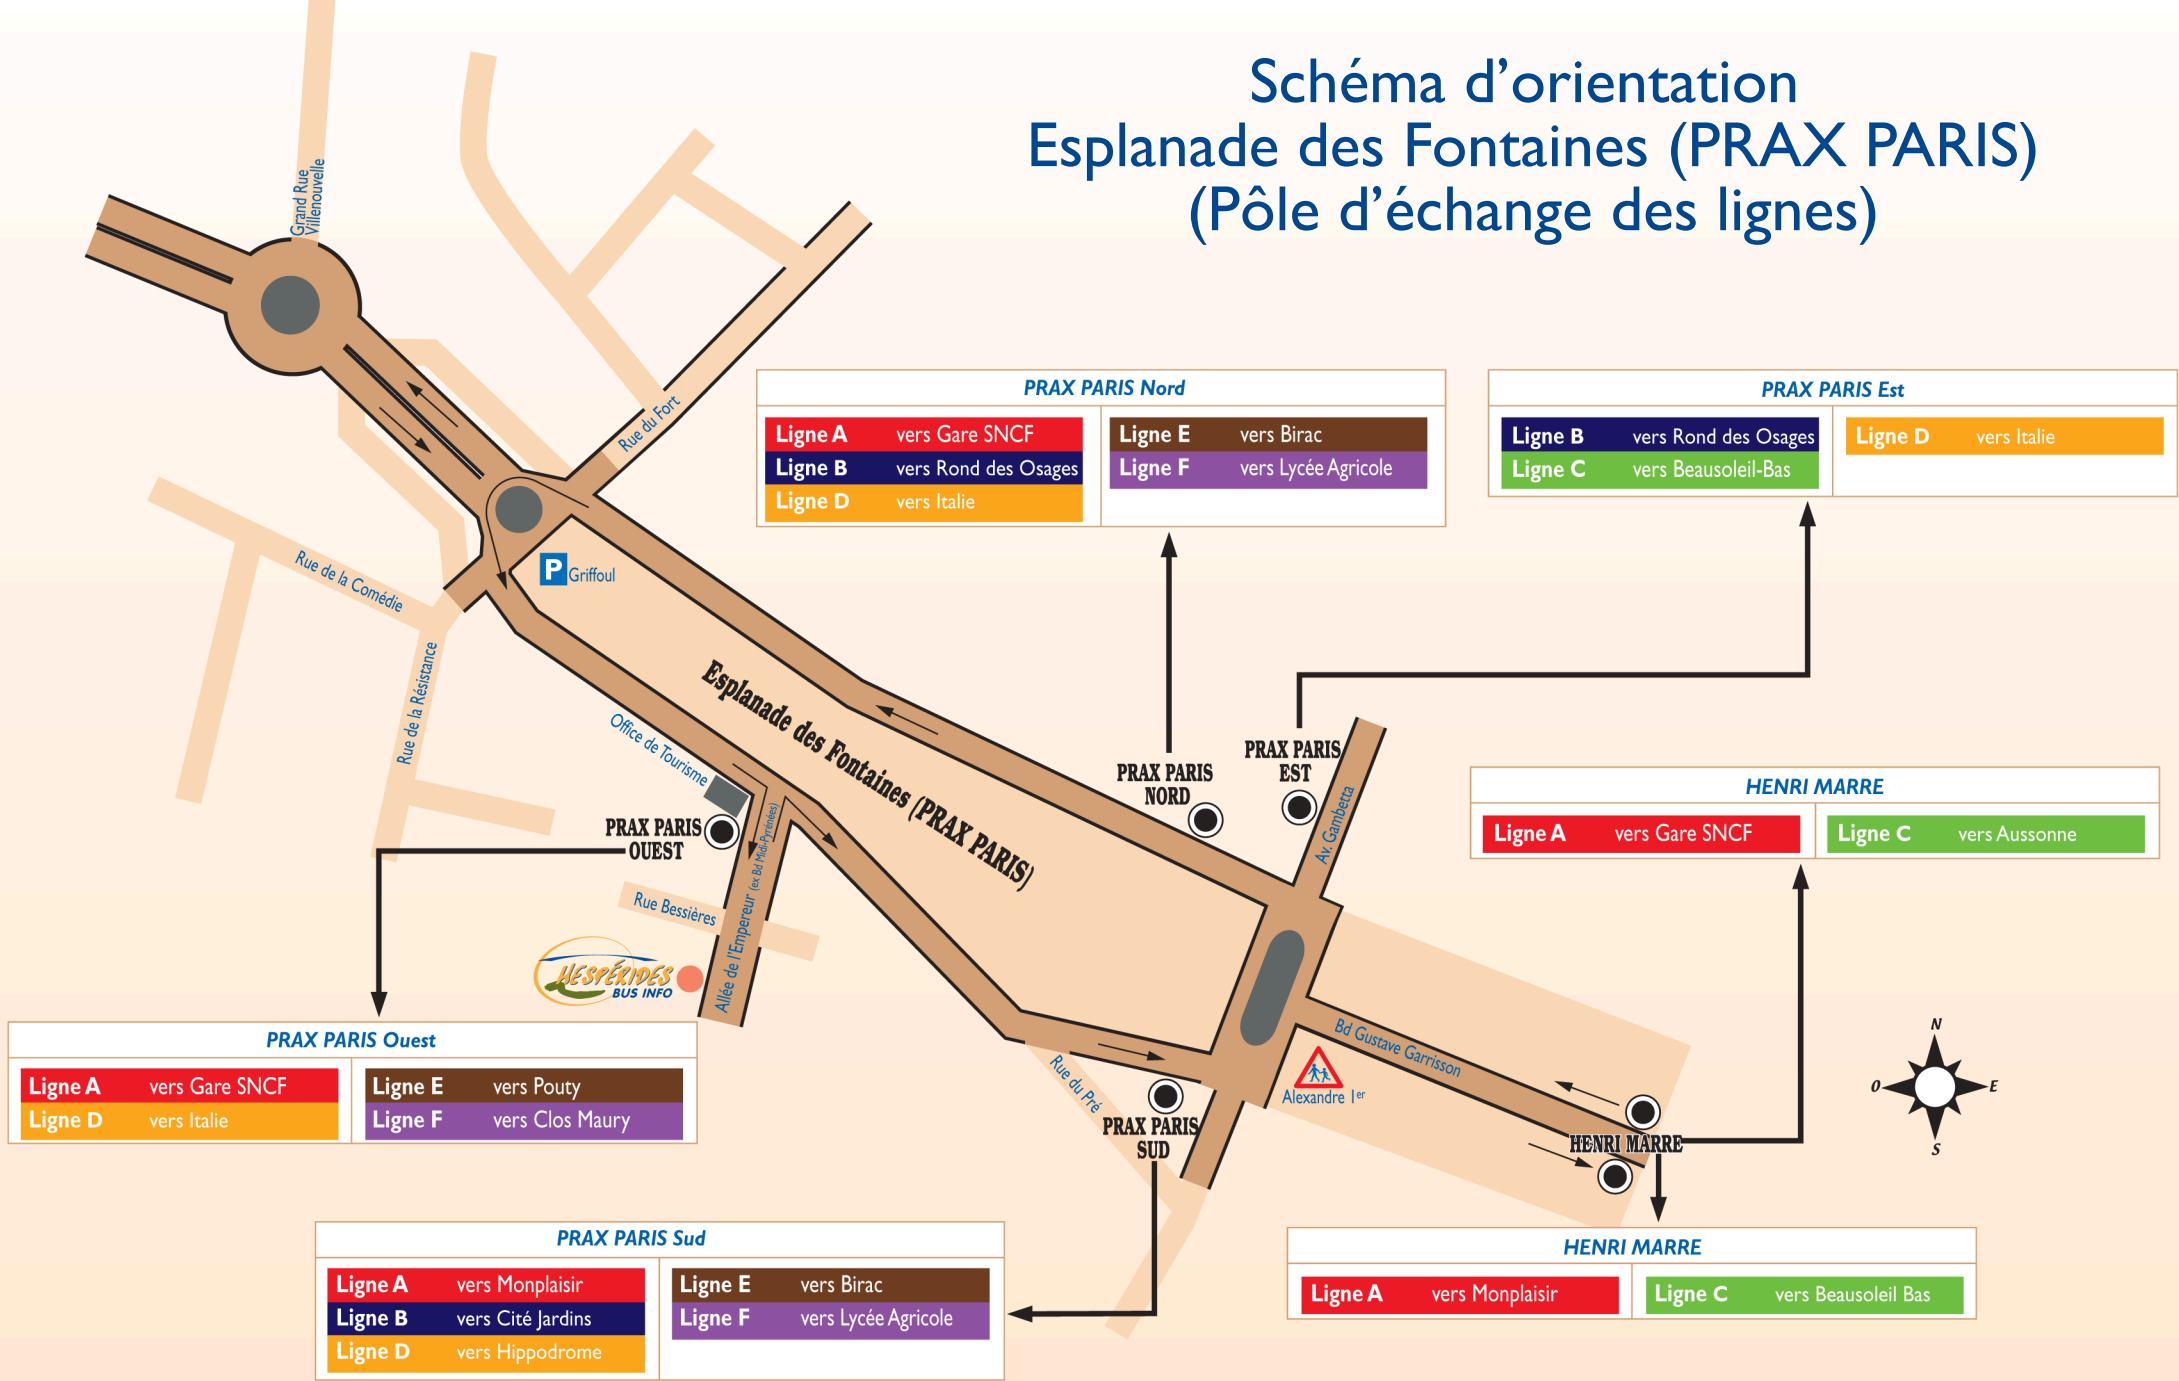 Schéma d’orientation
Esplanade des Fontaines (PRAX PARIS)
(Pôle d’échange des lignes)
Grand Rue
Villenouvelle
Rue du Fort
PRAX PARIS Nord
Ligne A vers Gare SNCF
Ligne B vers Rond des Osages
Ligne D vers Italie
Ligne E vers Birac
Ligne F vers Lycée Agricole
PRAX PARIS Est
Ligne B vers Rond des Osages
Ligne C vers Beausoleil-Bas
Ligne D vers Italie
P Griffoul
Rue de la Comédie
Rue de la Résistance
Office de Tourisme
Esplanade des Fontaines (PRAX PARIS)
PRAX PARIS
NORD
PRAX PARIS
EST
Av. Gambetta
PRAX PARIS
OUEST
Rue Bessières
Allée de l'Empereur (ex Bd Midi-Pyrénées)
HESPÉRIDES
BUS INFO
HENRI MARRE
Ligne A vers Gare SNCF
Ligne C vers Aussonne
PRAX PARIS Ouest
Ligne A vers Gare SNCF
Ligne D vers Italie
Ligne E vers Pouty
Ligne F vers Clos Maury
Bd Gustave Garrisson
Alexandre 1er
Rue du Pré
PRAX PARIS
SUD
HENRI MARRE
N
O
E
S
PRAX PARIS Sud
Ligne A vers Monplaisir
Ligne B vers Cité Jardins
Ligne D vers Hippodrome
Ligne E vers Birac
Ligne F vers Lycée Agricole
HENRI MARRE
Ligne A vers Monplaisir
Ligne C vers Beausoleil Bas